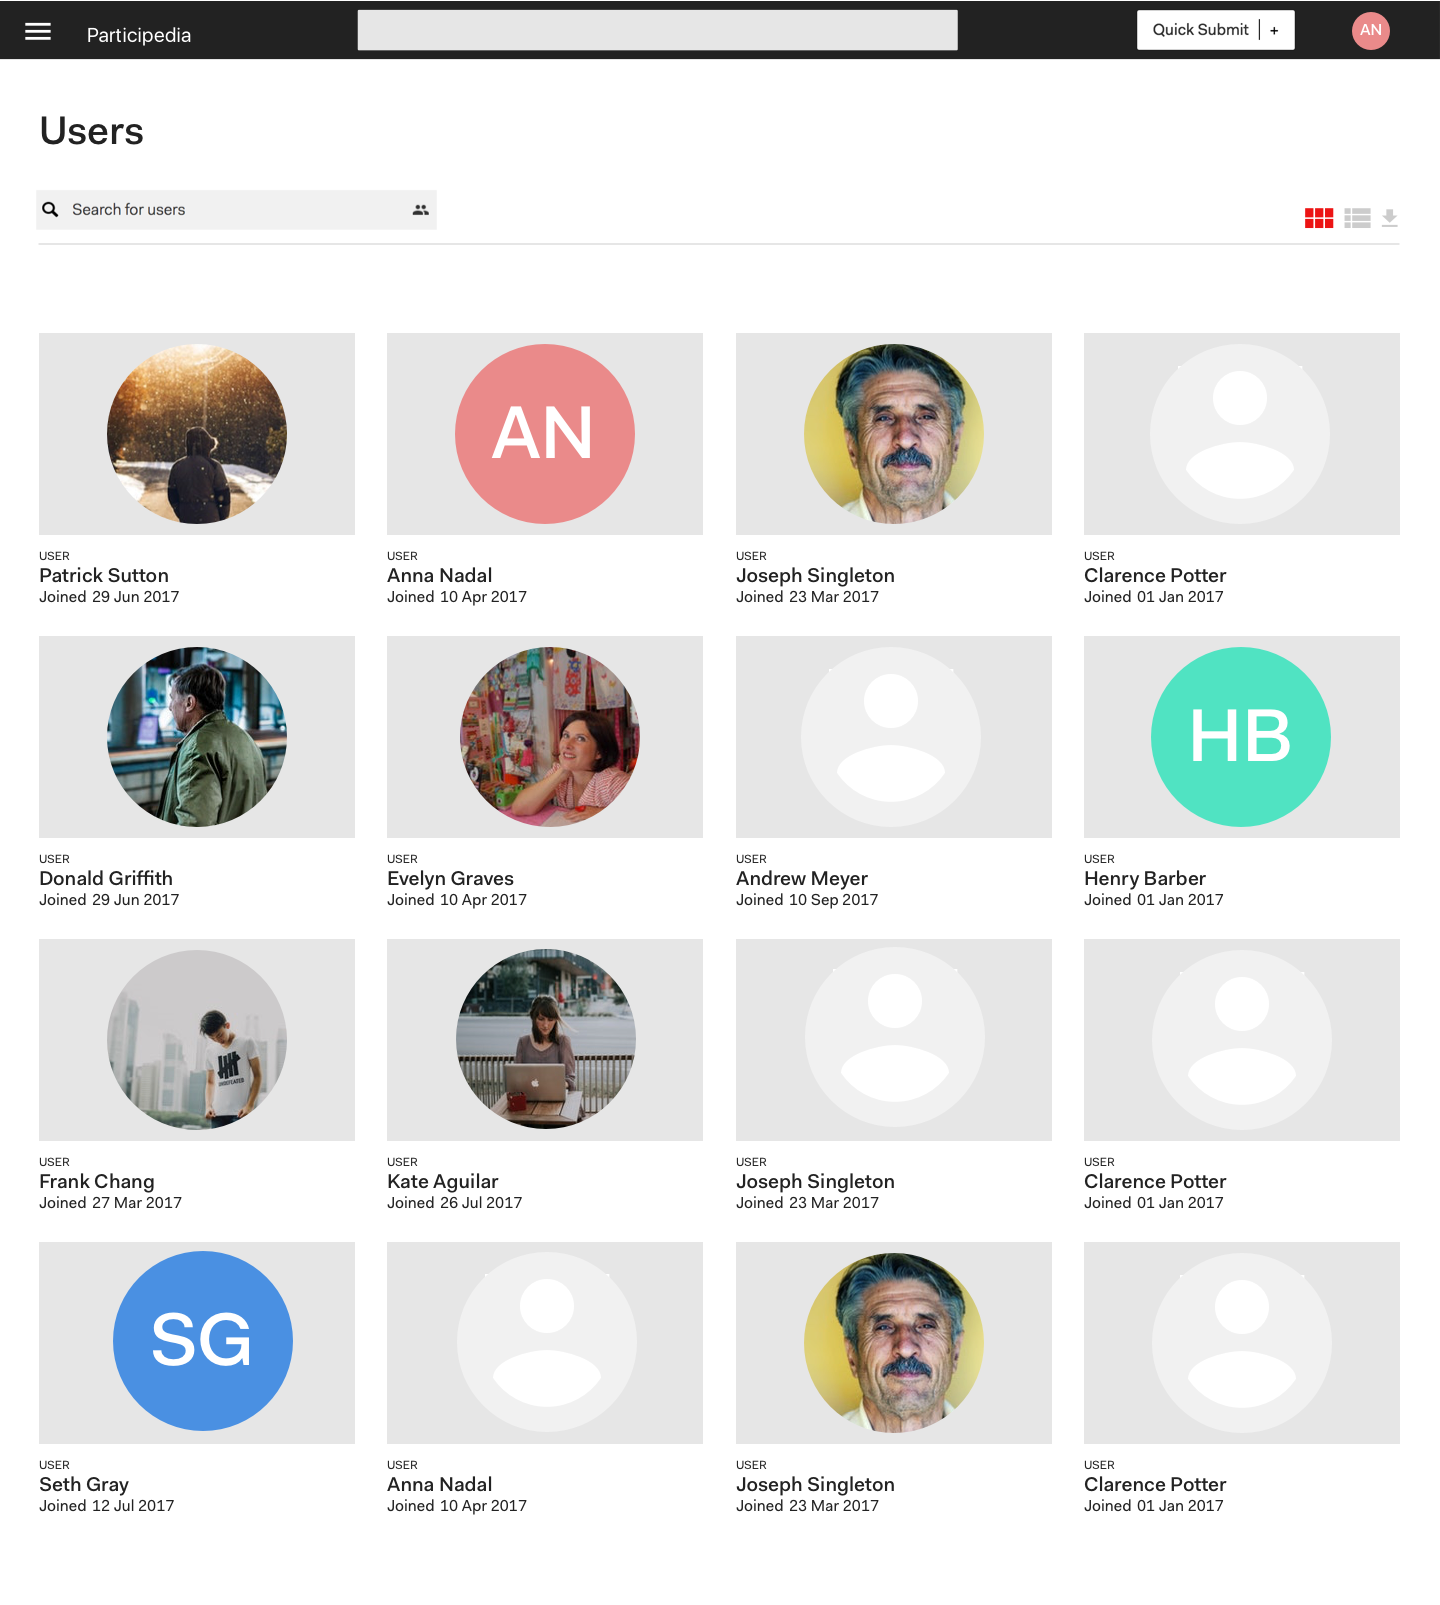 Participedia
Quick Submit | +
AN
Users
Search for users
AN
USER
Patrick Sutton
Joined 29 Jun 2017
USER
Anna Nadal
Joined 10 Apr 2017
USER
Joseph Singleton
Joined 23 Mar 2017
USER
Clarence Potter
Joined 01 Jan 2017
HB
USER
Donald Griffith
Joined 29 Jun 2017
USER
Evelyn Graves
Joined 10 Apr 2017
USER
Andrew Meyer
Joined 10 Sep 2017
USER
Henry Barber
Joined 01 Jan 2017
UNDEFEATED
USER
Frank Chang
Joined 27 Mar 2017
USER
Kate Aguilar
Joined 26 Jul 2017
USER
Joseph Singleton
Joined 23 Mar 2017
USER
Clarence Potter
Joined 01 Jan 2017
SG
USER
Seth Gray
Joined 12 Jul 2017
USER
Anna Nadal
Joined 10 Apr 2017
USER
Joseph Singleton
Joined 23 Mar 2017
USER
Clarence Potter
Joined 01 Jan 2017